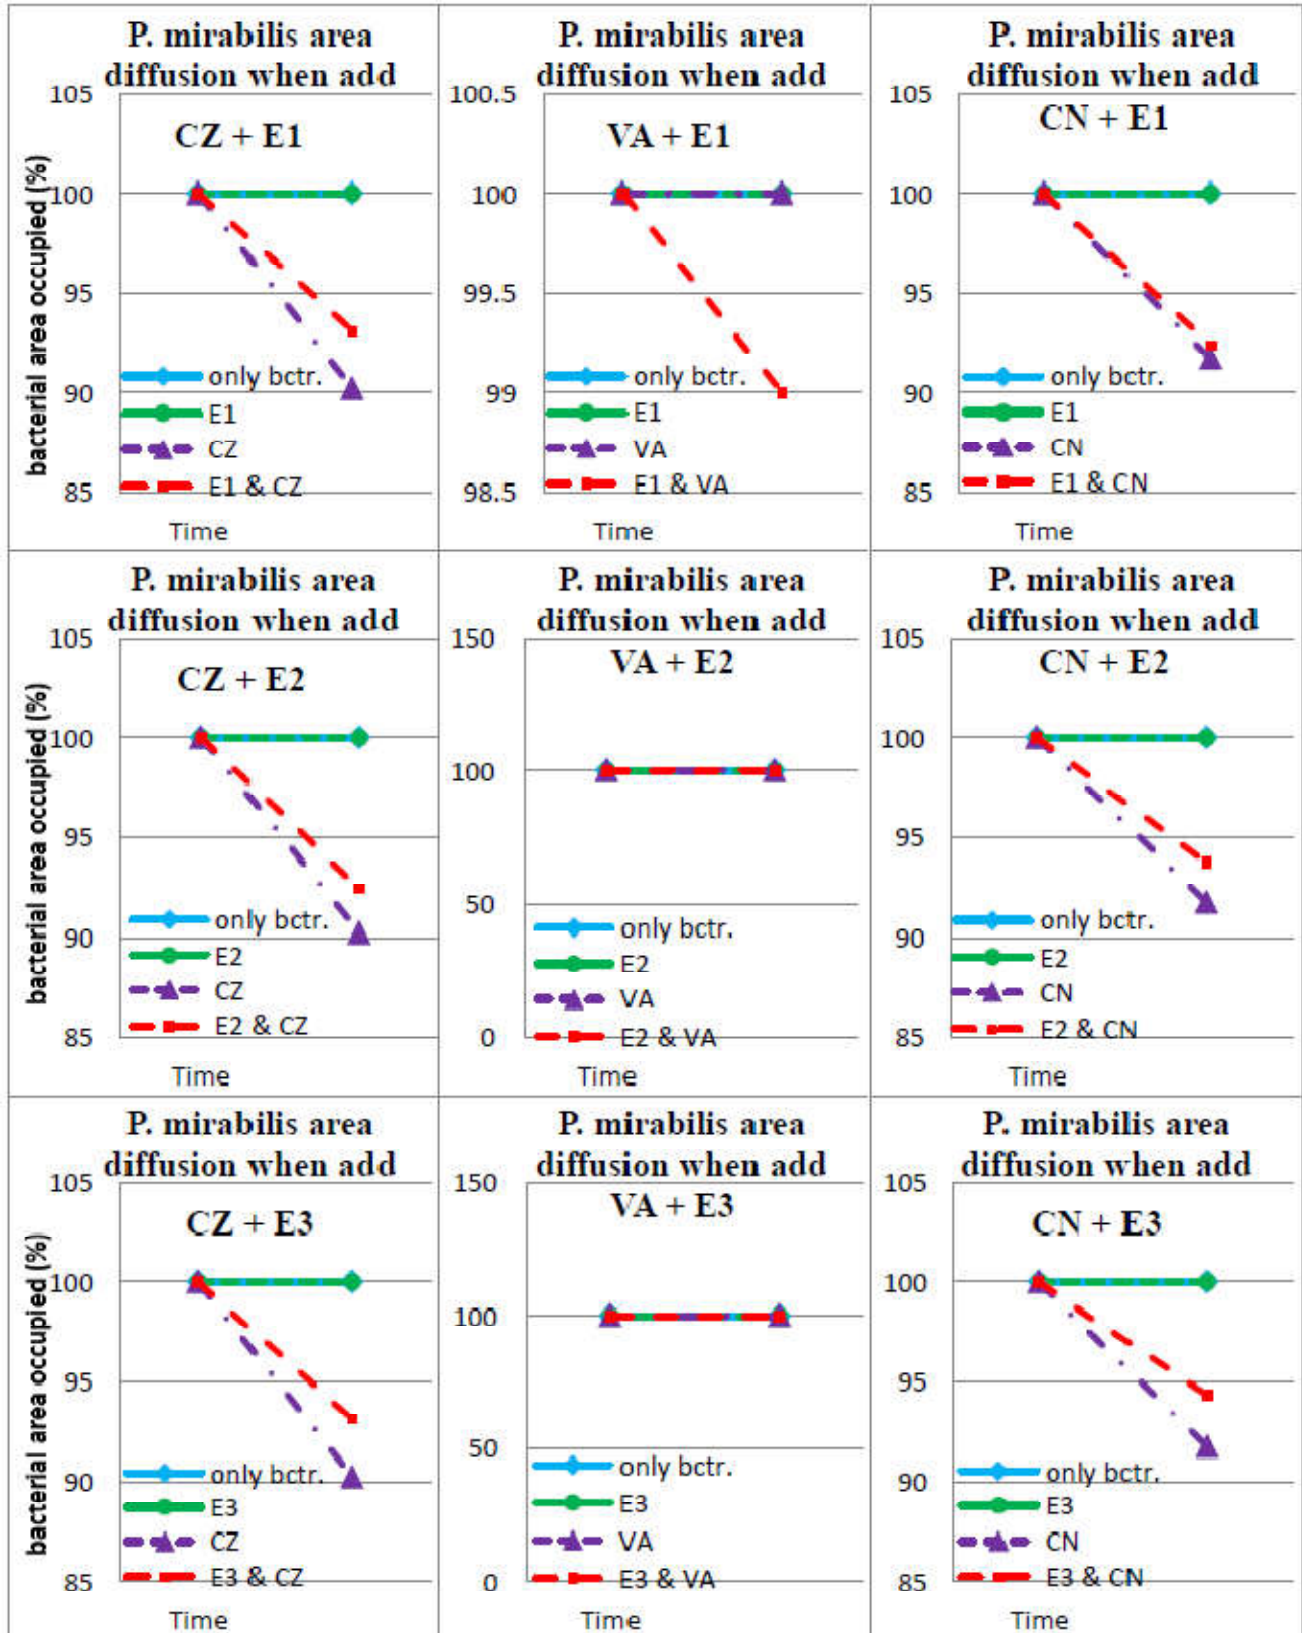 P. mirabilis area
diffusion when add
CZ + E1
bacterial area occupied (%)
105
100
95
90
85
only bctr.
E1
CZ
E1 & CZ
Time
P. mirabilis area
diffusion when add
VA + E1
100.5
100
99.5
99
98.5
only bctr.
E1
VA
E1 & VA
Time
P. mirabilis area
diffusion when add
CN + E1
105
100
95
90
85
only bctr.
E1
CN
E1 & CN
Time
P. mirabilis area
diffusion when add
CZ + E2
bacterial area occupied (%)
105
100
95
90
85
only bctr.
E2
CZ
E2 & CZ
Time
P. mirabilis area
diffusion when add
VA + E2
150
100
50
0
only bctr.
E2
VA
E2 & VA
Time
P. mirabilis area
diffusion when add
CN + E2
105
100
95
90
85
only bctr.
E2
CN
E2 & CN
Time
P. mirabilis area
diffusion when add
CZ + E3
bacterial area occupied (%)
105
100
95
90
85
only bctr.
E3
CZ
E3 & CZ
Time
P. mirabilis area
diffusion when add
VA + E3
150
100
50
0
only bctr.
E3
VA
E3 & VA
Time
P. mirabilis area
diffusion when add
CN + E3
105
100
95
90
85
only bctr.
E3
CN
E3 & CN
Time